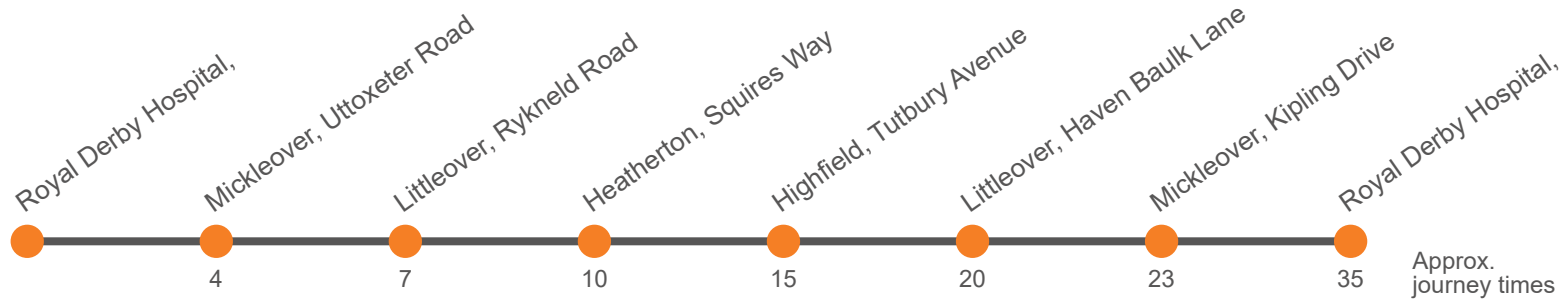 Royal Derby Hospital,
Mickleover, Uttoxeter Road
Littleover, Rykneld Road
Heatherton, Squires Way
Highfield, Tutbury Avenue
Littleover, Haven Baulk Lane
Mickleover, Kipling Drive
Royal Derby Hospital,
4
7
10
15
20
23
35
Approx.
journey times